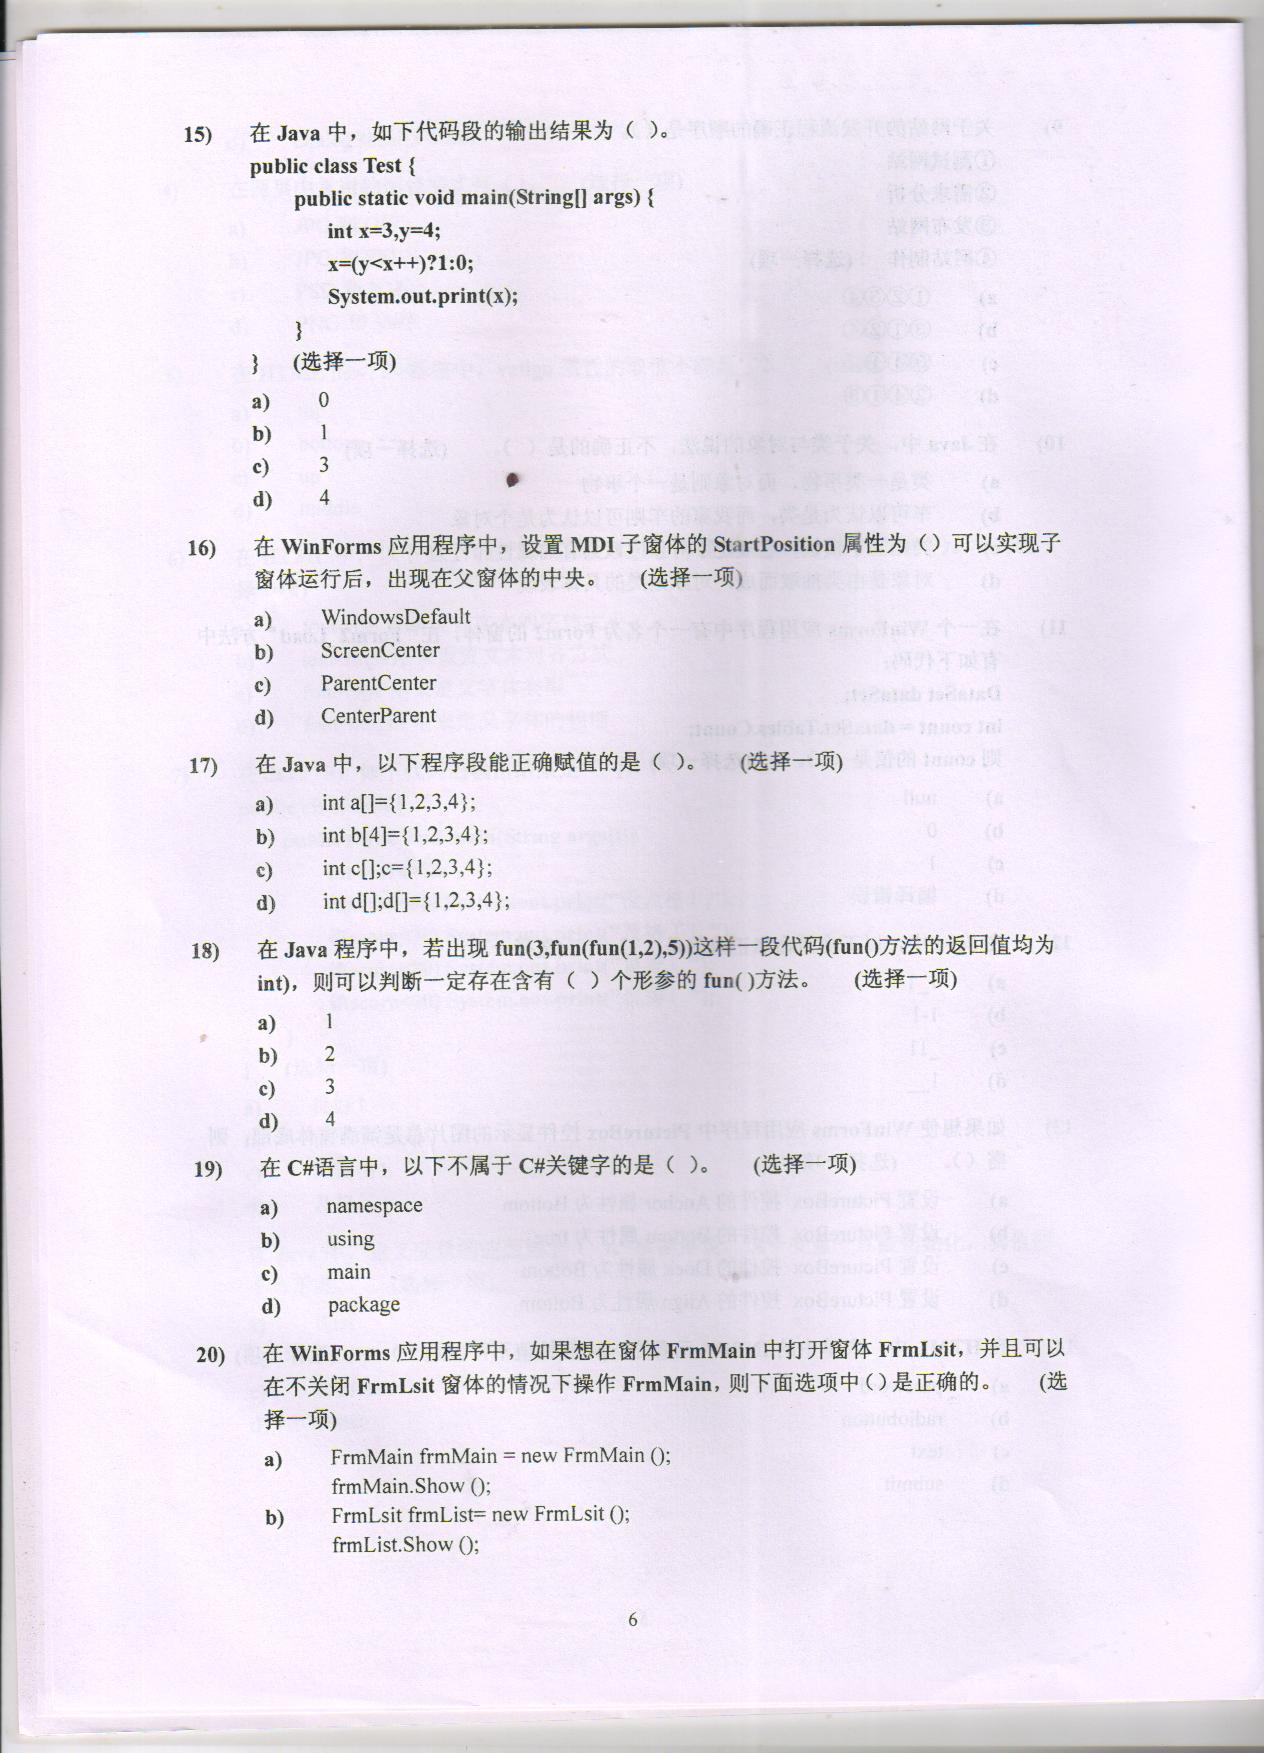 15) 在 Java 中，如下代码段的输出结果为（ ）。
public class Test {
public static void main(String[] args) {
int x=3,y=4;
x=(y<x++)?1:0;
System.out.print(x);
}
} (选择一项)
a) 0
b) 1
c) 3
d) 4
16) 在 WinForms 应用程序中，设置 MDI 子窗体的 StartPosition 属性为（）可以实现子
窗体运行后，出现在父窗体的中央。 (选择一项)
a) WindowsDefault
b) ScreenCenter
c) ParentCenter
d) CenterParent
17) 在 Java 中，以下程序段能正确赋值的是（ ）。 (选择一项)
a) int a[]={1,2,3,4};
b) int b[4]={1,2,3,4};
c) int c[];c={1,2,3,4};
d) int d[];d[]={1,2,3,4};
18) 在 Java 程序中，若出现 fun(3,fun(fun(1,2),5))这样一段代码(fun()方法的返回值均为
int)，则可以判断一定存在含有（ ）个形参的 fun( )方法。 (选择一项)
a) 1
b) 2
c) 3
d) 4
19) 在 C#语言中，以下不属于 C#关键字的是（ ）。 (选择一项)
a) namespace
b) using
c) main
d) package
20) 在 WinForms 应用程序中，如果想在窗体 FrmMain 中打开窗体 FrmLsit，并且可以
在不关闭 FrmLsit 窗体的情况下操作 FrmMain，则下面选项中（）是正确的。 (选
择一项)
a) FrmMain frmMain = new FrmMain ();
frmMain.Show ();
b) FrmLsit frmList= new FrmLsit ();
frmList.Show ();
6